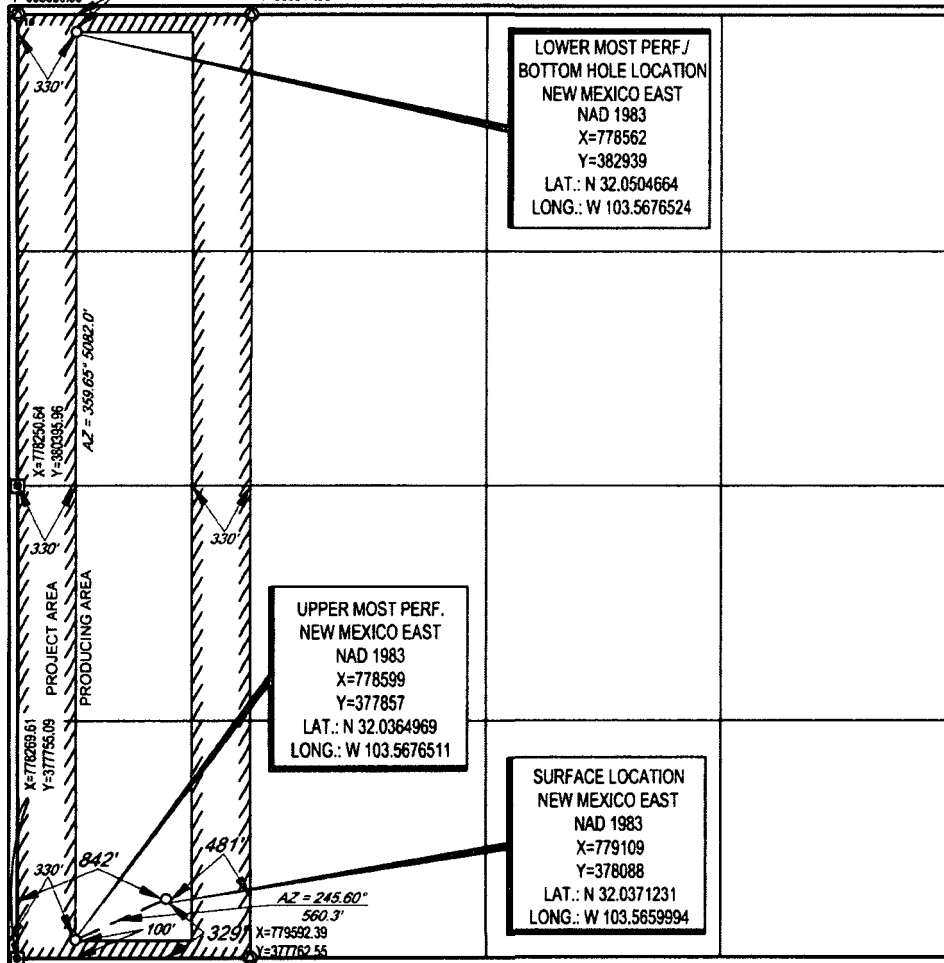 330'
LOWER MOST PERF./
BOTTOM HOLE LOCATION
NEW MEXICO EAST
NAD 1983
X=778562
Y=382939
LAT.: N 32.0504664
LONG.: W 103.5676524
AZ = 359.65° 5082.0'
X=778250.64
Y=380395.96
330'
330'
PROJECT AREA
PRODUCING AREA
UPPER MOST PERF.
NEW MEXICO EAST
NAD 1983
X=778599
Y=377857
LAT.: N 32.0364969
LONG.: W 103.5676511
X=778269.61
Y=377755.09
SURFACE LOCATION
NEW MEXICO EAST
NAD 1983
X=779109
Y=378088
LAT.: N 32.0371231
LONG.: W 103.5659994
842'
481'
330'
AZ = 245.60°
560.3'
100'
329'
X=779592.39
Y=377762.55